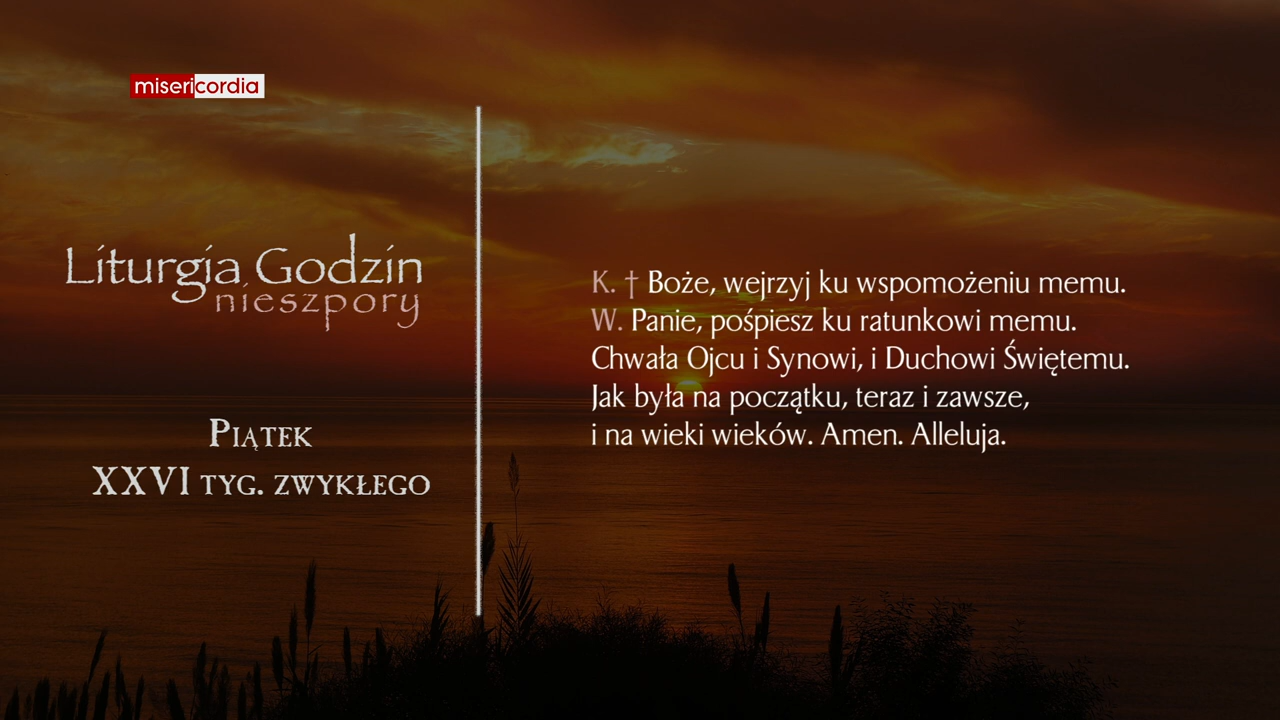 misericordia
Liturgia Godzin
nieszpory
Piątek
XXVI tyg. zwykłego
K. † Boże, wejrzyj ku wspomożeniu memu.
W. Panie, pośpiesz ku ratunkowi memu.
Chwała Ojcu i Synowi, i Duchowi Świętemu.
Jak była na początku, teraz i zawsze,
i na wieki wieków. Amen. Alleluja.